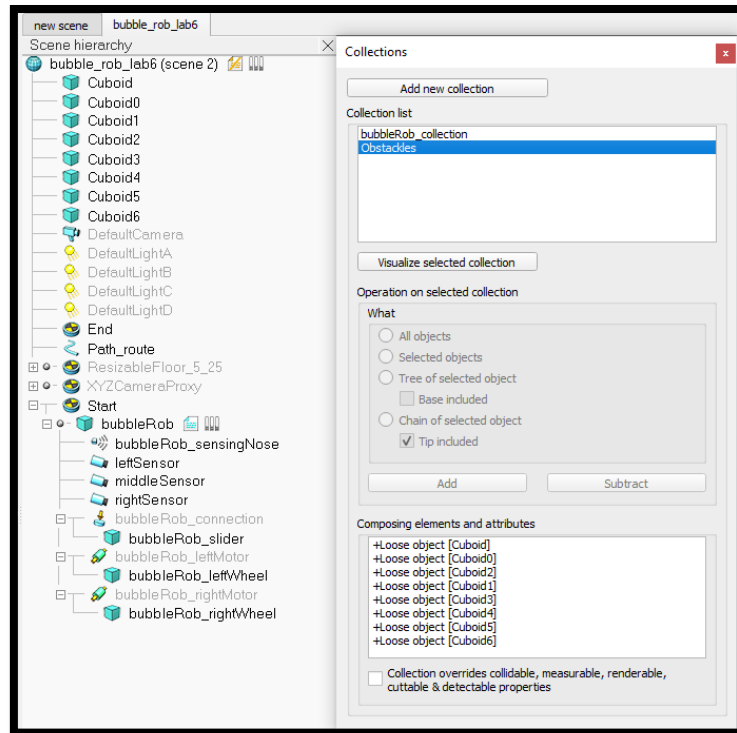 new scene
bubble_rob_lab6
Scene hierarchy
bubble_rob_lab6 (scene 2)
Cuboid
Cuboid0
Cuboid1
Cuboid2
Cuboid3
Cuboid4
Cuboid5
Cuboid6
DefaultCamera
DefaultLightA
DefaultLightB
DefaultLightC
DefaultLightD
End
Path_route
ResizableFloor_5_25
XYZCameraProxy
Start
bubbleRob
bubbleRob_sensingNose
leftSensor
middleSensor
rightSensor
bubbleRob_connection
bubbleRob_slider
bubbleRob_leftMotor
bubbleRob_leftWheel
bubbleRob_rightMotor
bubbleRob_rightWheel
Collections
Add new collection
Collection list
bubbleRob_collection
Obstackles
Visualize selected collection
Operation on selected collection
What
All objects
Selected objects
Tree of selected object
Base included
Chain of selected object
Tip included
Add
Subtract
Composing elements and attributes
+Loose object [Cuboid]
+Loose object [Cuboid0]
+Loose object [Cuboid2]
+Loose object [Cuboid1]
+Loose object [Cuboid3]
+Loose object [Cuboid4]
+Loose object [Cuboid5]
+Loose object [Cuboid6]
Collection overrides collidable, measurable, renderable,
cuttable & detectable properties